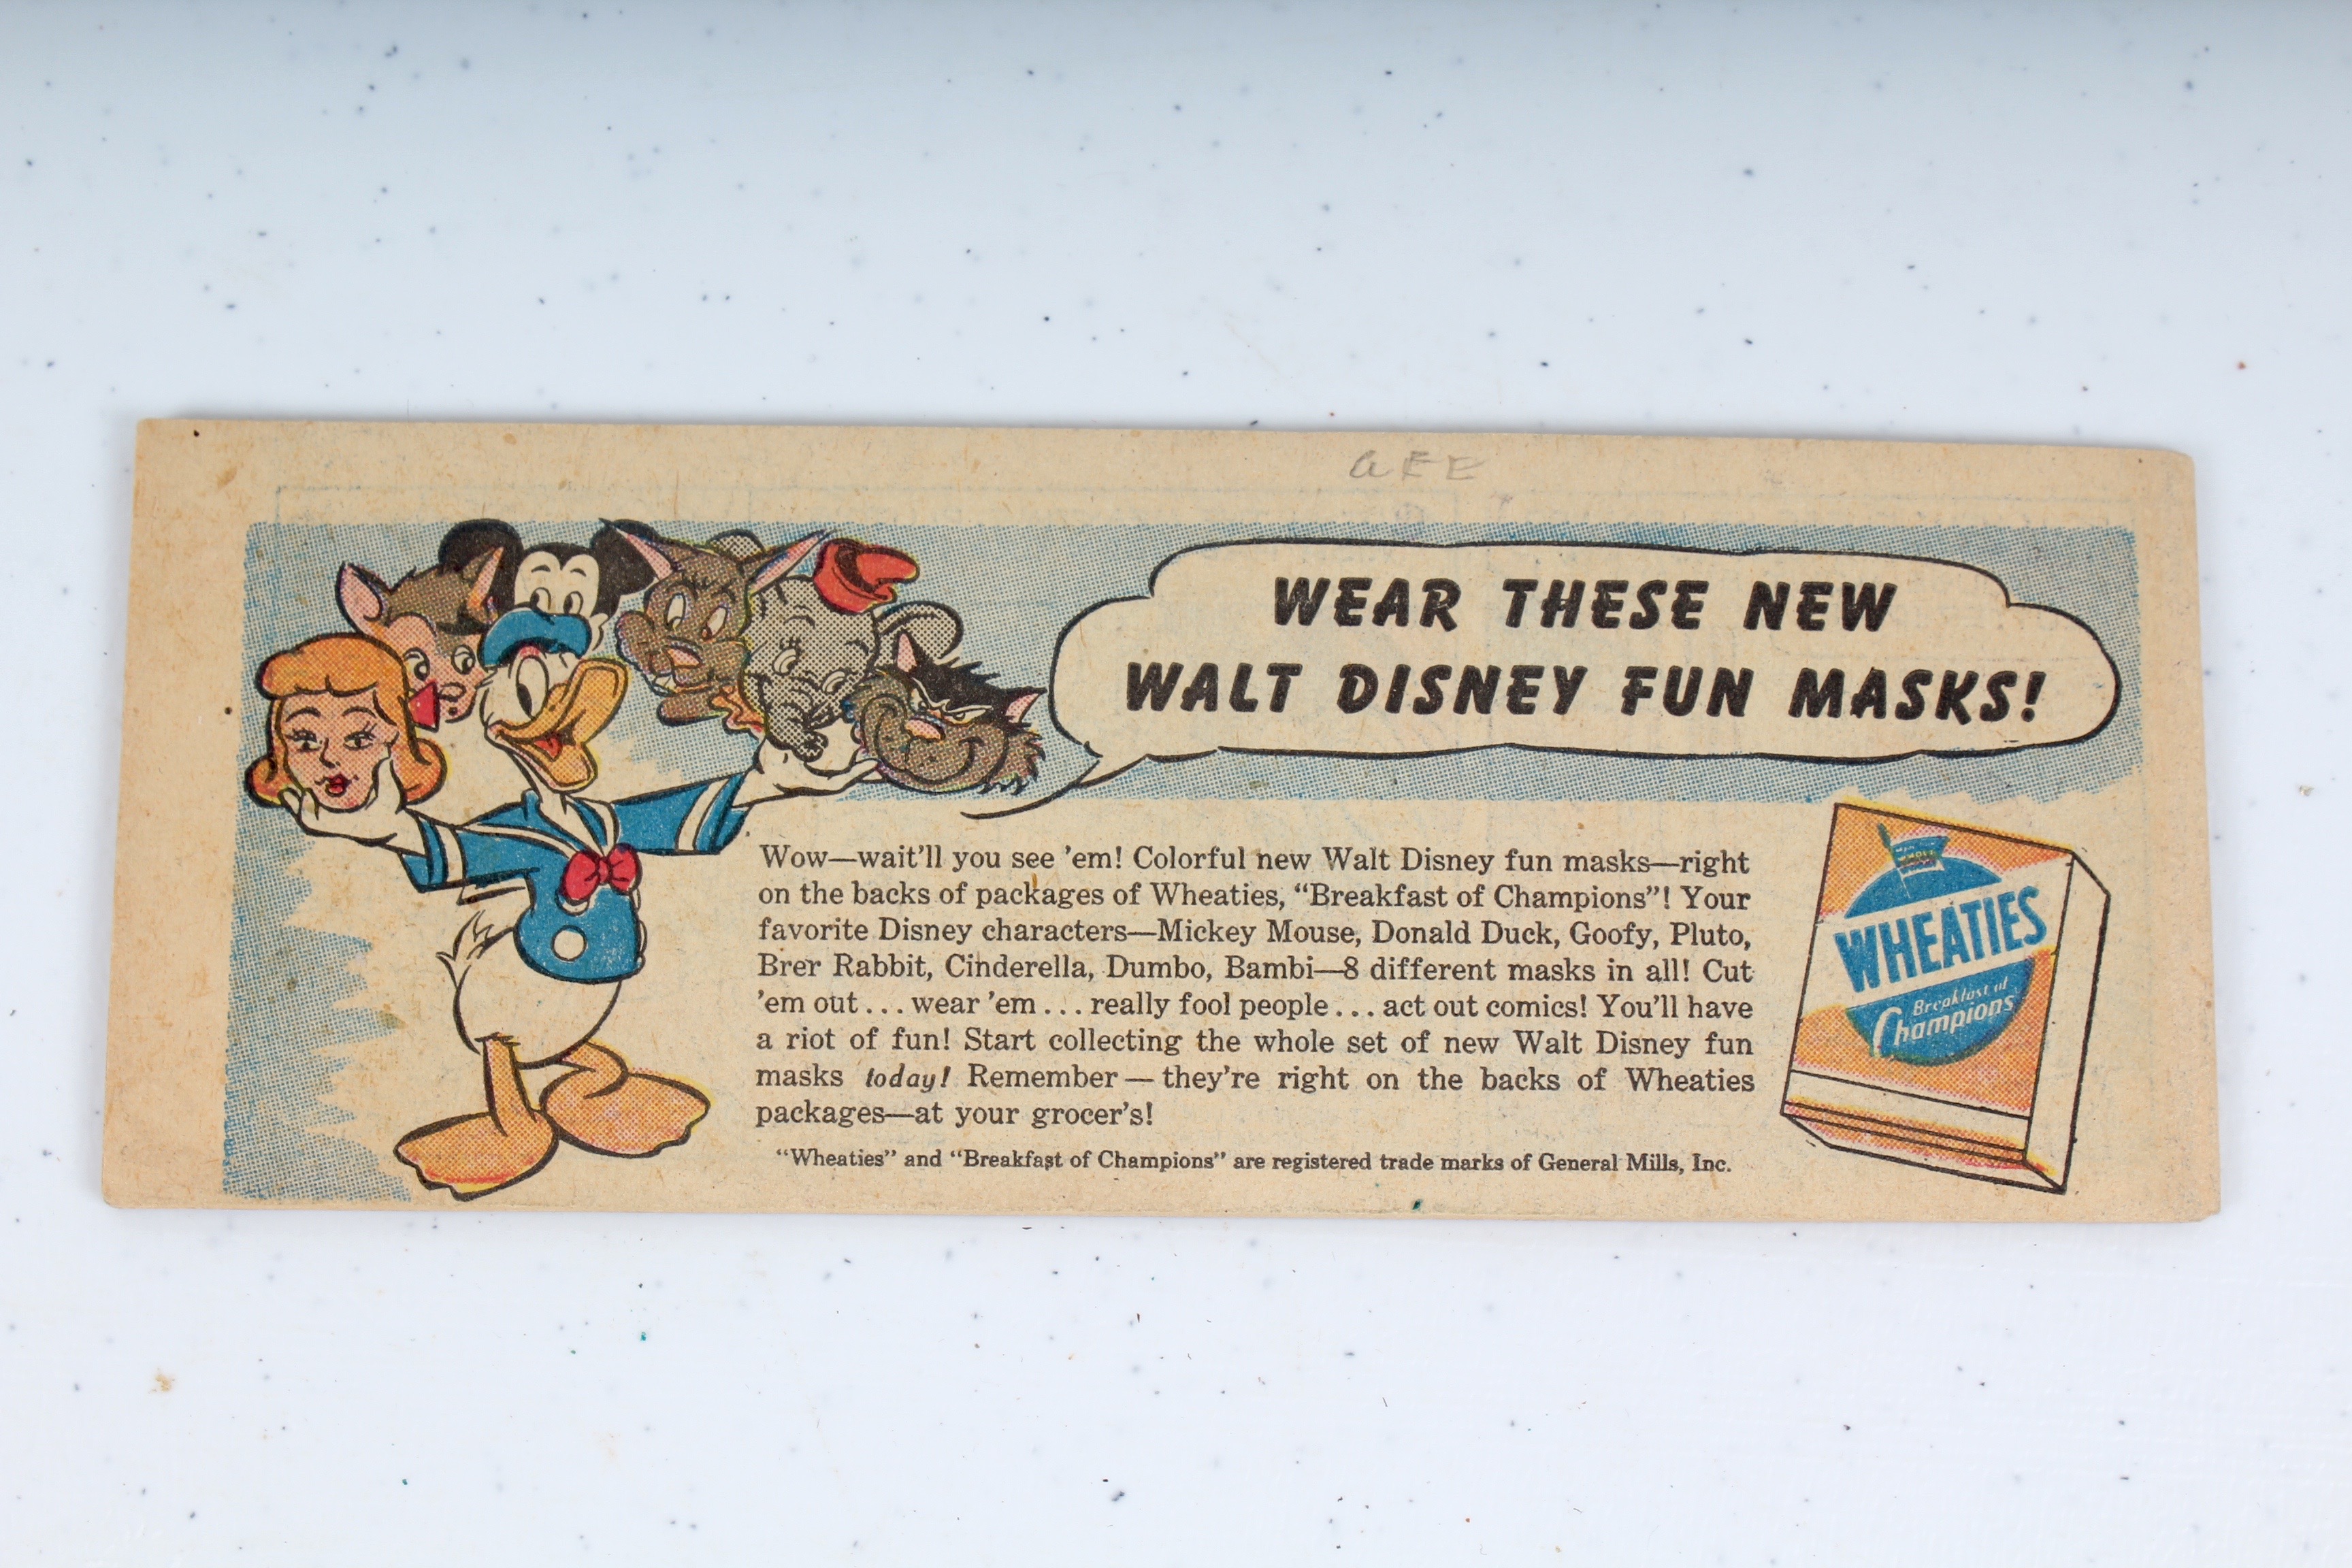 aEE
WEAR THESE NEW
WALT DISNEY FUN MASKS!
Wow—wait'll you see 'em! Colorful new Walt Disney fun masks—right
on the backs of packages of Wheaties, “Breakfast of Champions”! Your
favorite Disney characters—Mickey Mouse, Donald Duck, Goofy, Pluto,
Brer Rabbit, Cinderella, Dumbo, Bambi—8 different masks in all! Cut
'em out . . . wear 'em . . . really fool people . . . act out comics! You'll have
a riot of fun! Start collecting the whole set of new Walt Disney fun
masks today! Remember — they're right on the backs of Wheaties
packages—at your grocer's!
“Wheaties” and “Breakfast of Champions” are registered trade marks of General Mills, Inc.
WHEATIES
Breakfast of
Champions